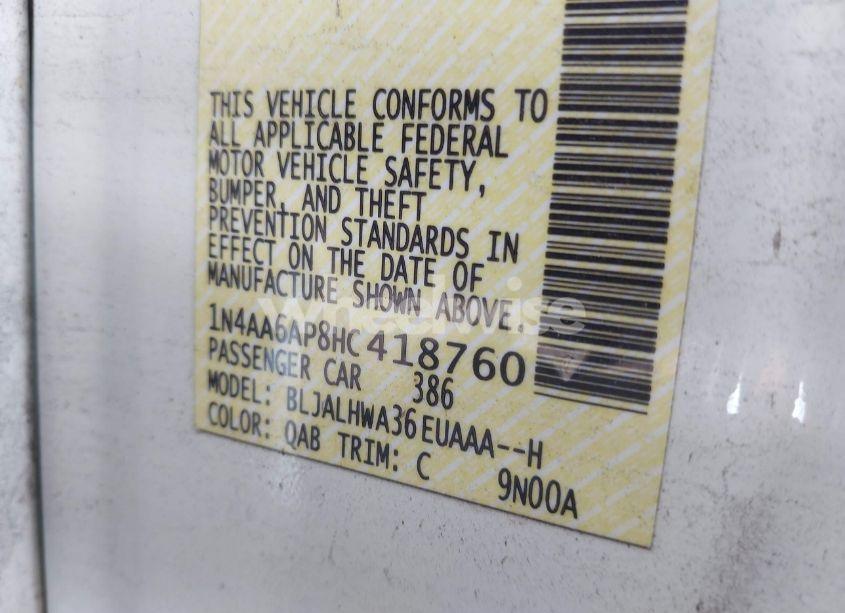 THIS VEHICLE CONFORMS TO
ALL APPLICABLE FEDERAL
MOTOR VEHICLE SAFETY,
BUMPER, AND THEFT
PREVENTION STANDARDS IN
EFFECT ON THE DATE OF
MANUFACTURE SHOWN ABOVE.
wheelwise
1N4AA6AP8HC418760
PASSENGER CAR 386
MODEL: BLJALHWA36EUAAA--H
COLOR: QAB TRIM: C 9N00A